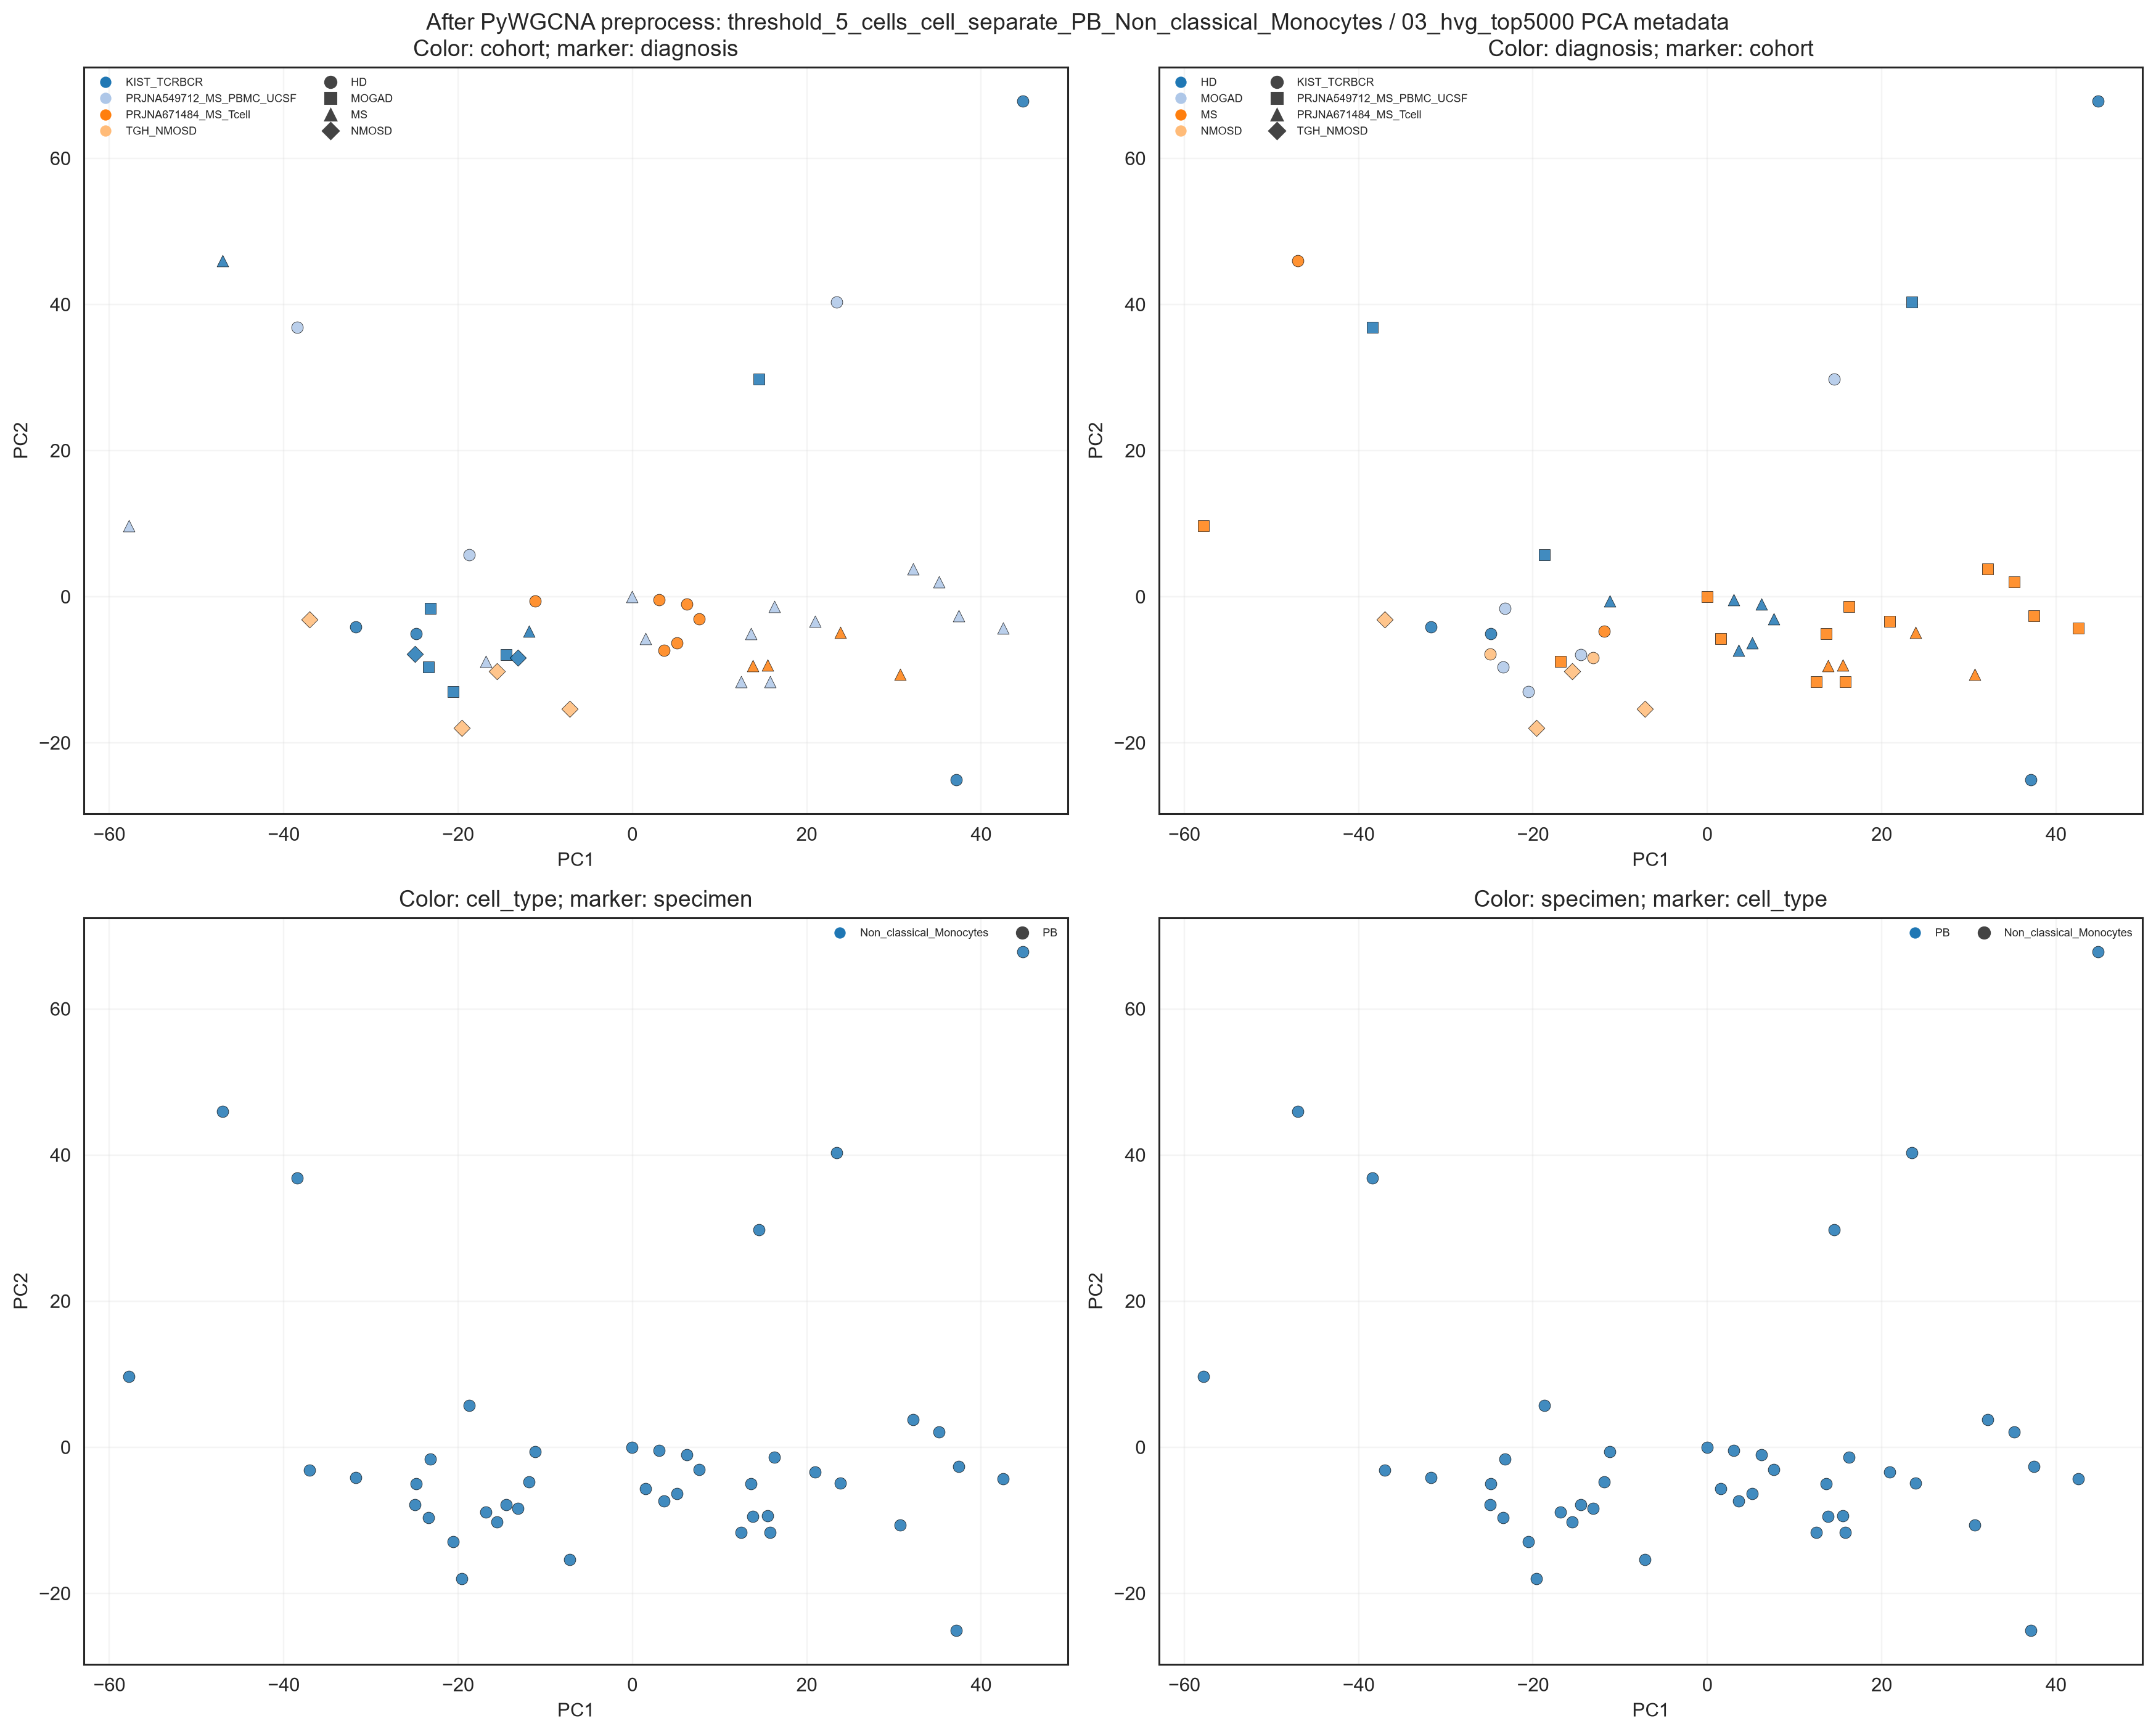 After PyWGCNA preprocess: threshold_5_cells_cell_separate_PB_Non_classical_Monocytes / 03_hvg_top5000 PCA metadata
Color: cohort; marker: diagnosis
KIST_TCRBCR
PRJNA549712_MS_PBMC_UCSF
PRJNA671484_MS_Tcell
TGH_NMOSD
HD
MOGAD
MS
NMOSD
60
40
20
0
−20
PC2
−60 −40 −20 0 20 40
PC1
Color: diagnosis; marker: cohort
HD
MOGAD
MS
NMOSD
KIST_TCRBCR
PRJNA549712_MS_PBMC_UCSF
PRJNA671484_MS_Tcell
TGH_NMOSD
60
40
20
0
−20
PC2
−60 −40 −20 0 20 40
PC1
Color: cell_type; marker: specimen
Non_classical_Monocytes
PB
60
40
20
0
−20
PC2
−60 −40 −20 0 20 40
PC1
Color: specimen; marker: cell_type
PB
Non_classical_Monocytes
60
40
20
0
−20
PC2
−60 −40 −20 0 20 40
PC1